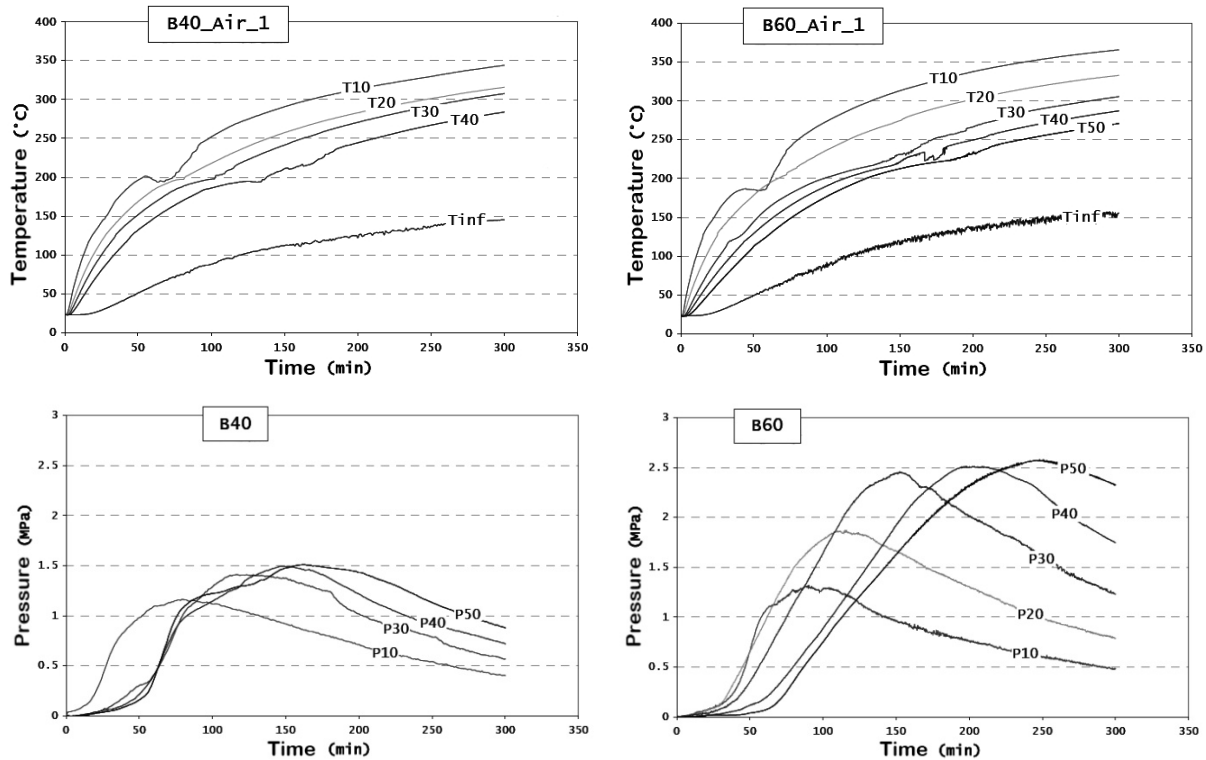 B40_Air_1
400
350
300
250
200
150
100
50
0
Temperature (°C)
T10
T20
T30
T40
Tinf
0 50 100 150 200 250 300 350
Time (min)
B60_Air_1
400
350
300
250
200
150
100
50
0
Temperature (°C)
T10
T20
T30
T40
T50
Tinf
0 50 100 150 200 250 300 350
Time (min)
B40
3
2.5
2
1.5
1
0.5
0
Pressure (MPa)
P50
P40
P30
P10
0 50 100 150 200 250 300 350
Time (min)
B60
3
2.5
2
1.5
1
0.5
0
Pressure (MPa)
P50
P40
P30
P20
P10
0 50 100 150 200 250 300 350
Time (min)